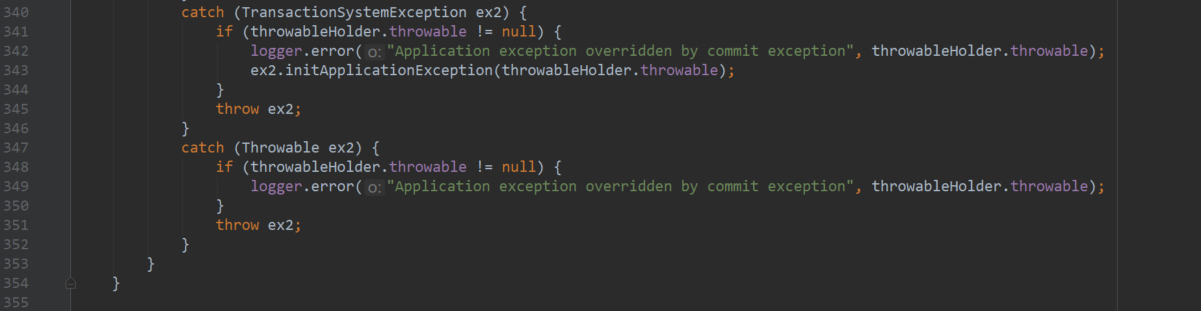 340 catch (TransactionSystemException ex2) {
341 if (throwableHolder.throwable != null) {
342 logger.error( o: "Application exception overridden by commit exception", throwableHolder.throwable);
343 ex2.initApplicationException(throwableHolder.throwable);
344 }
345 throw ex2;
346 }
347 catch (Throwable ex2) {
348 if (throwableHolder.throwable != null) {
349 logger.error( o: "Application exception overridden by commit exception", throwableHolder.throwable);
350 }
351 throw ex2;
352 }
353 }
354 }
355